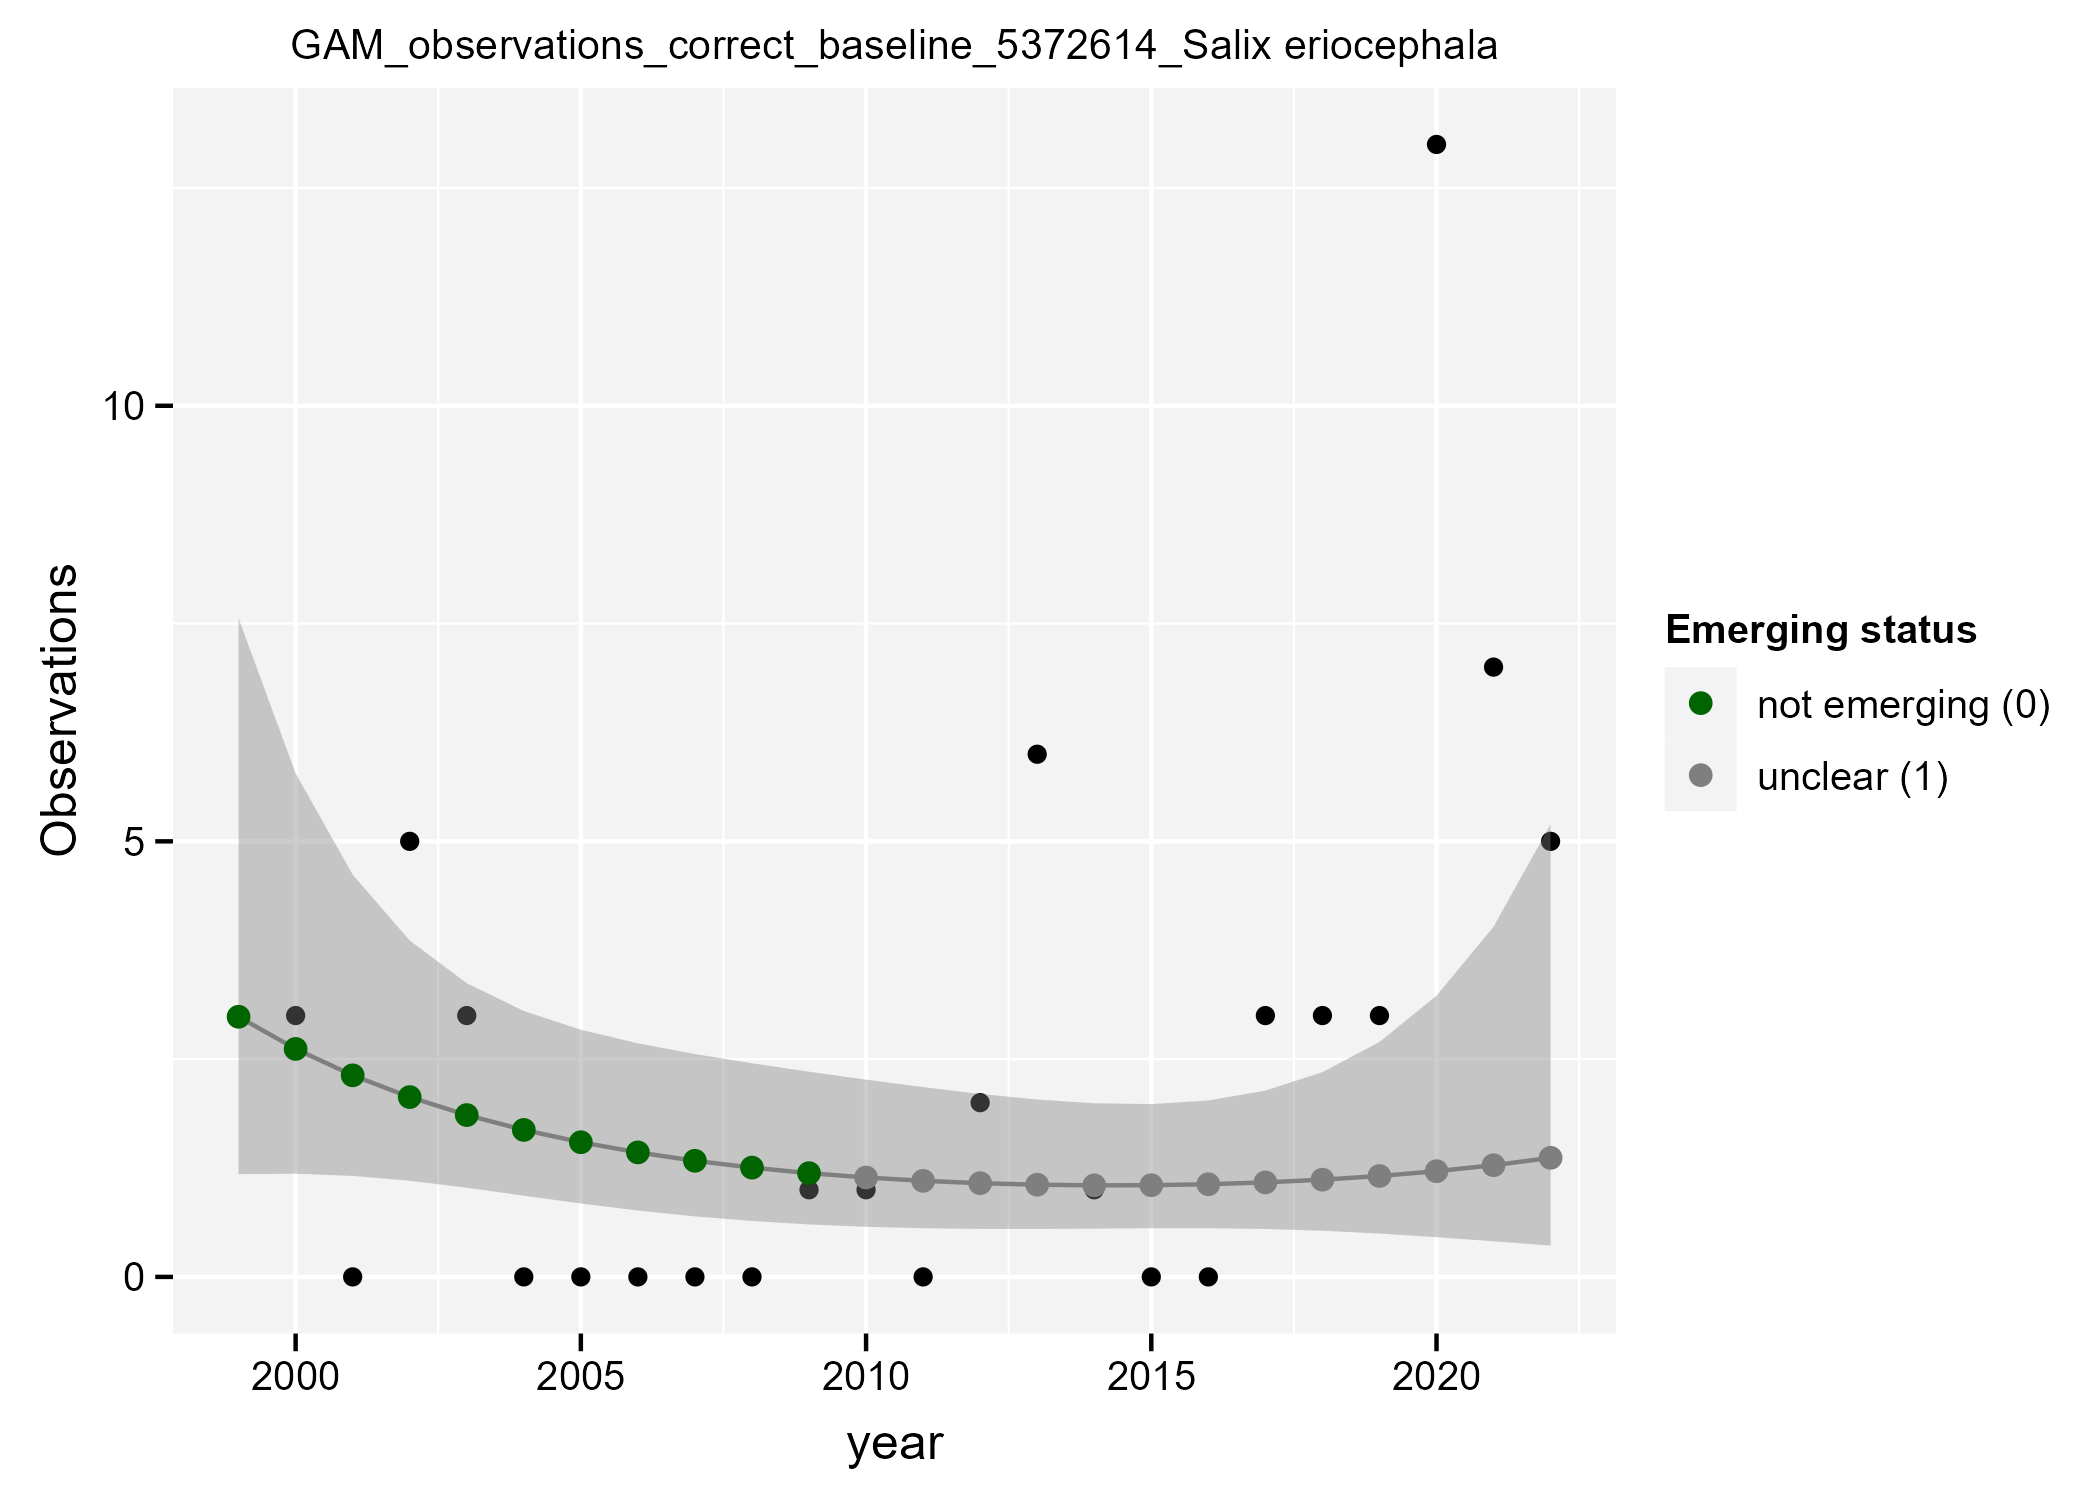 GAM_observations_correct_baseline_5372614_Salix eriocephala
Observations
10
5
0
2000 2005 2010 2015 2020
year
Emerging status
not emerging (0)
unclear (1)